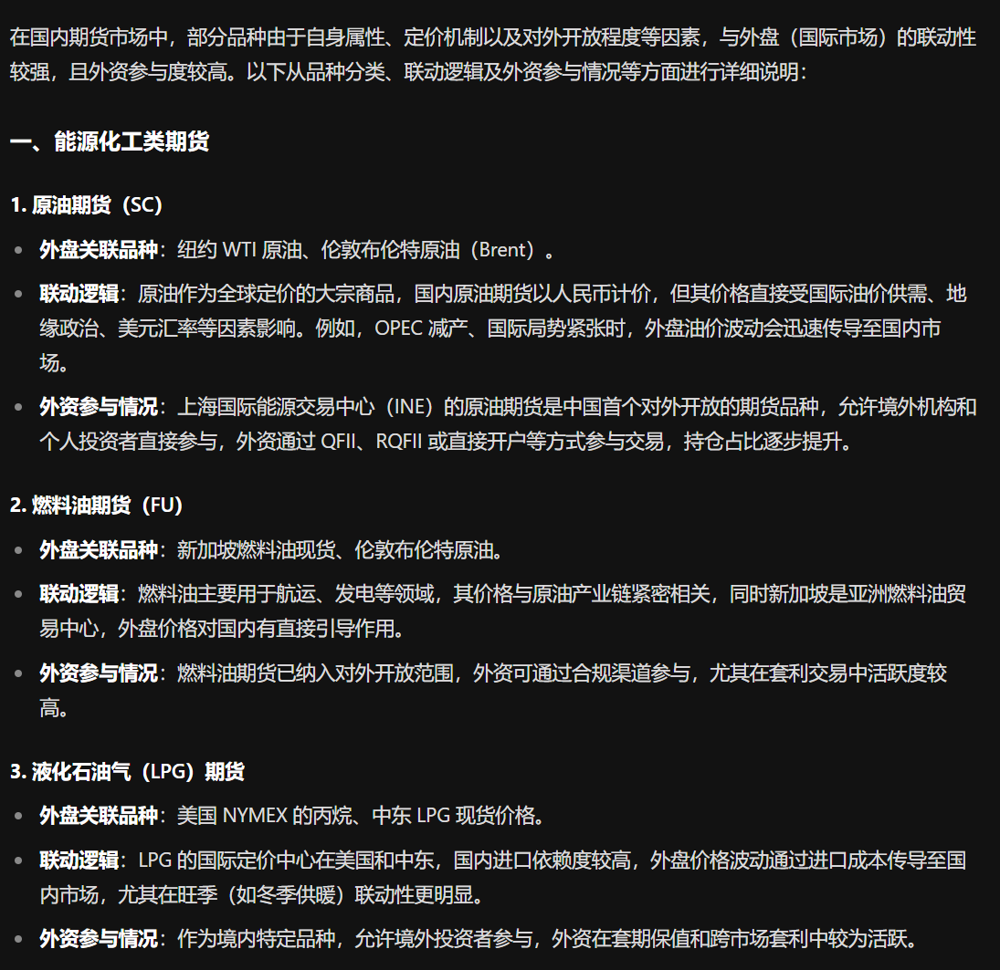 在国内期货市场中，部分品种由于自身属性、定价机制以及对外开放程度等因素，与外盘（国际市场）的联动性
较强，且外资参与度较高。以下从品种分类、联动逻辑及外资参与情况等方面进行详细说明：
一、能源化工类期货
1. 原油期货（SC）
外盘关联品种：纽约 WTI 原油、伦敦布伦特原油（Brent）。
联动逻辑：原油作为全球定价的大宗商品，国内原油期货以人民币计价，但其价格直接受国际油价供需、地
缘政治、美元汇率等因素影响。例如，OPEC 减产、国际局势紧张时，外盘油价波动会迅速传导至国内市
场。
外资参与情况：上海国际能源交易中心（INE）的原油期货是中国首个对外开放的期货品种，允许境外机构和
个人投资者直接参与，外资通过 QFII、RQFII 或直接开户等方式参与交易，持仓占比逐步提升。
2. 燃料油期货（FU）
外盘关联品种：新加坡燃料油现货、伦敦布伦特原油。
联动逻辑：燃料油主要用于航运、发电等领域，其价格与原油产业链紧密相关，同时新加坡是亚洲燃料油贸
易中心，外盘价格对国内有直接引导作用。
外资参与情况：燃料油期货已纳入对外开放范围，外资可通过合规渠道参与，尤其在套利交易中活跃度较
高。
3. 液化石油气（LPG）期货
外盘关联品种：美国 NYMEX 的丙烷、中东 LPG 现货价格。
联动逻辑：LPG 的国际定价中心在美国和中东，国内进口依赖度较高，外盘价格波动通过进口成本传导至国
内市场，尤其在旺季（如冬季供暖）联动性更明显。
外资参与情况：作为境内特定品种，允许境外投资者参与，外资在套期保值和跨市场套利中较为活跃。